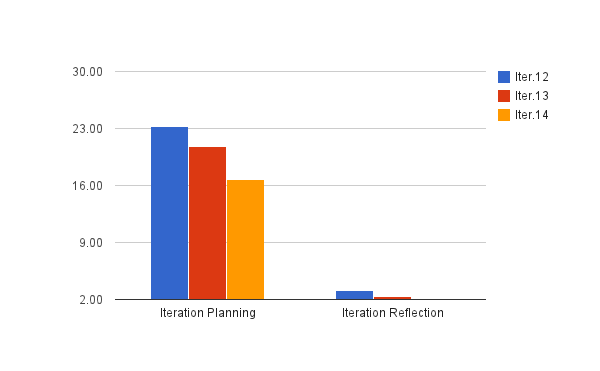 30.00
23.00
16.00
9.00
2.00
Iteration Planning
Iteration Reflection
Iter.12
Iter.13
Iter.14